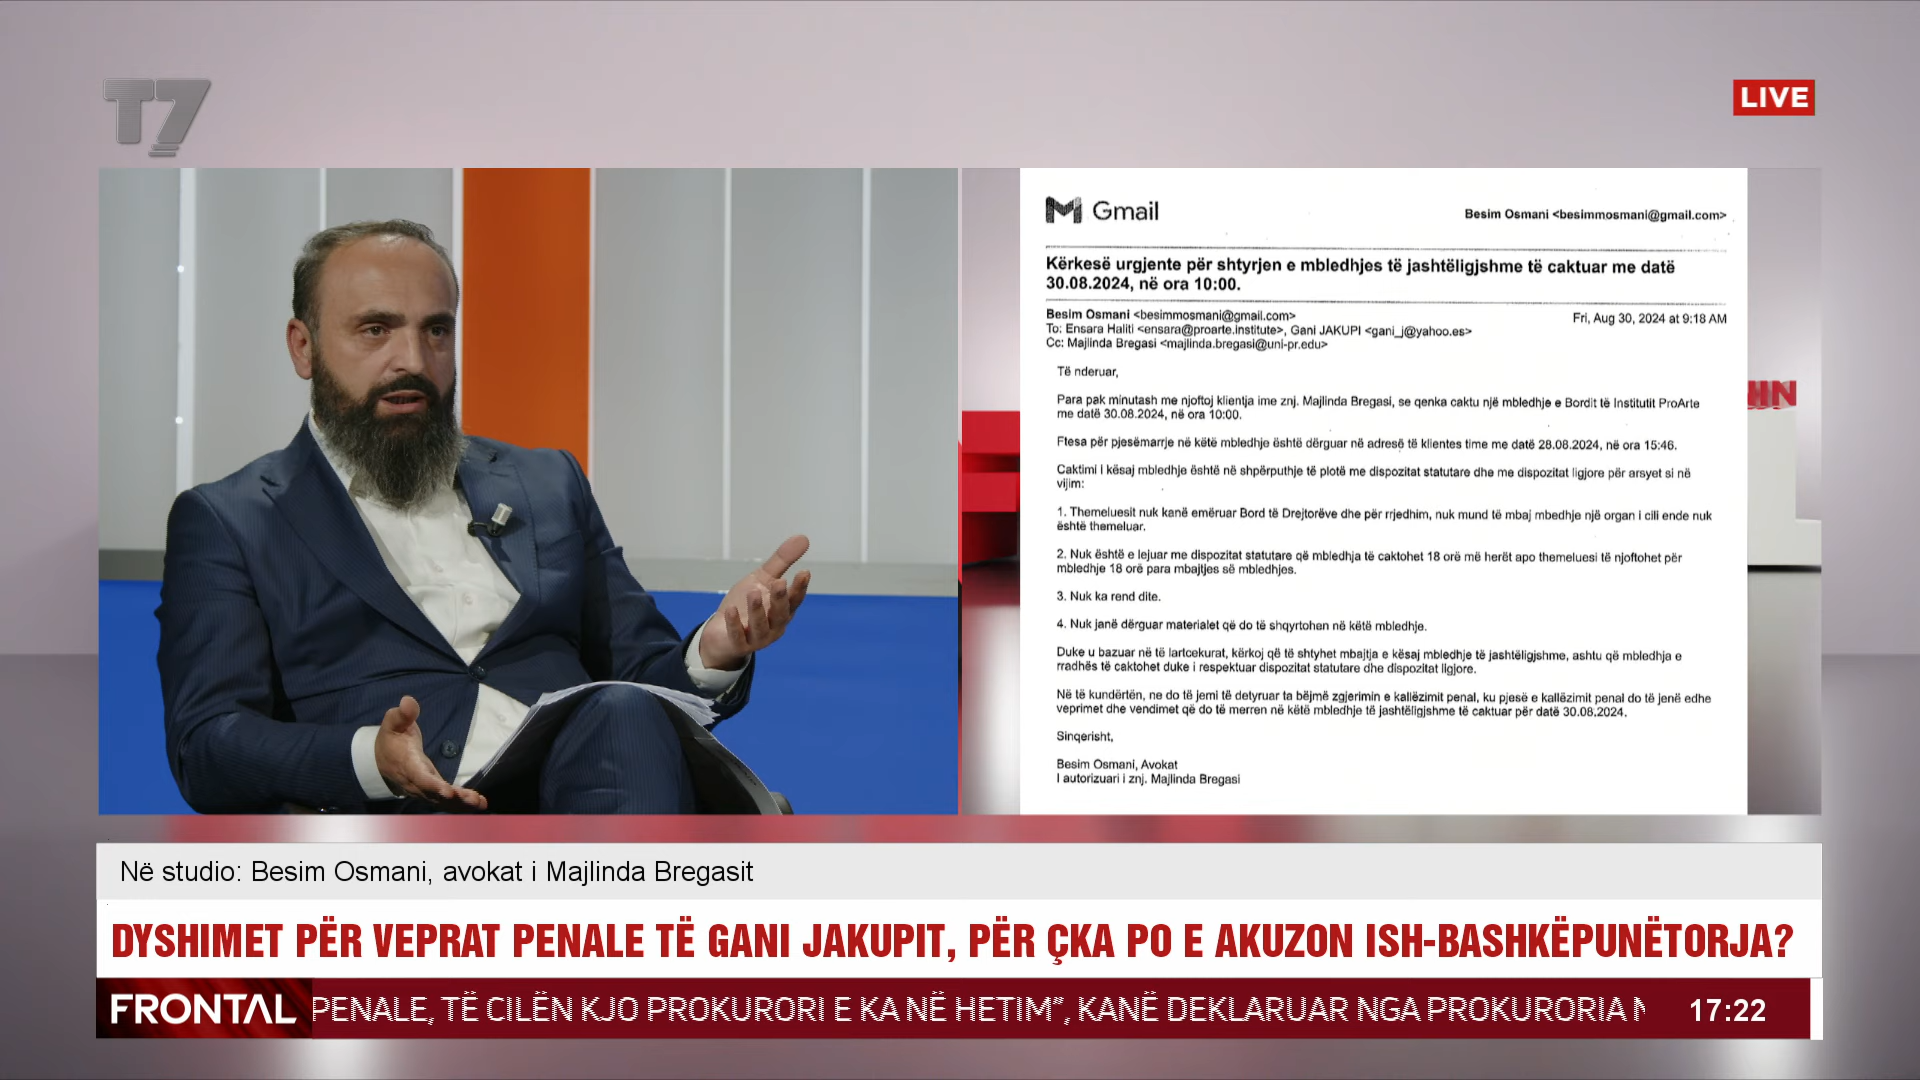 T7
LIVE
Gmail
Besim Osmani <besimmosmani@gmail.com>
Kërkesë urgjente për shtyrjen e mbledhjes të jashtëligjshme të caktuar me datë
30.08.2024, në ora 10:00.
Besim Osmani <besimmosmani@gmail.com>
Fri, Aug 30, 2024 at 9:18 AM
To: Ensara Haliti <ensara@proarte.institute>, Gani JAKUPI <gani_j@yahoo.es>
Cc: Majlinda Bregasi <majlinda.bregasi@uni-pr.edu>
Të nderuar,
Para pak minutash me njoftoj klientja ime znj. Majlinda Bregasi, se qenka caktu një mbledhje e Bordit të Institutit ProArte
me datë 30.08.2024, në ora 10:00.
Ftesa për pjesëmarrje në këtë mbledhje është dërguar në adresë të klientes time me datë 28.08.2024, në ora 15:46.
Caktimi i kësaj mbledhje është në shpërputhje të plotë me dispozitat statutare dhe me dispozitat ligjore për arsyet si në
vijim:
1. Themeluesit nuk kanë emëruar Bord të Drejtorëve dhe për rrjedhim, nuk mund të mbaj mbedhje një organ i cili ende nuk
është themeluar.
2. Nuk është e lejuar me dispozitat statutare që mbledhja të caktohet 18 orë më herët apo themeluesi të njoftohet për
mbledhje 18 orë para mbajtjes së mbledhjes.
3. Nuk ka rend dite.
4. Nuk janë dërguar materialet që do të shqyrtohen në këtë mbledhje.
Duke u bazuar në të lartcekurat, kërkoj që të shtyhet mbajtja e kësaj mbledhje të jashtëligjshme, ashtu që mbledhja e
rradhës të caktohet duke i respektuar dispozitat statutare dhe dispozitat ligjore.
Në të kundërtën, ne do të jemi të detyruar ta bëjmë zgjerimin e kallëzimit penal, ku pjesë e kallëzimit penal do të jenë edhe
veprimet dhe vendimet që do të merren në këtë mbledhje të jashtëligjshme të caktuar për datë 30.08.2024.
Sinqerisht,
Besim Osmani, Avokat
I autorizuari i znj. Majlinda Bregasi
Në studio: Besim Osmani, avokat i Majlinda Bregasit
DYSHIMET PËR VEPRAT PENALE TË GANI JAKUPIT, PËR ÇKA PO E AKUZON ISH-BASHKËPUNËTORJA?
FRONTAL PENALE, TË CILËN KJO PROKURORI E KA NË HETIM”, KANË DEKLARUAR NGA PROKURORIA 17:22